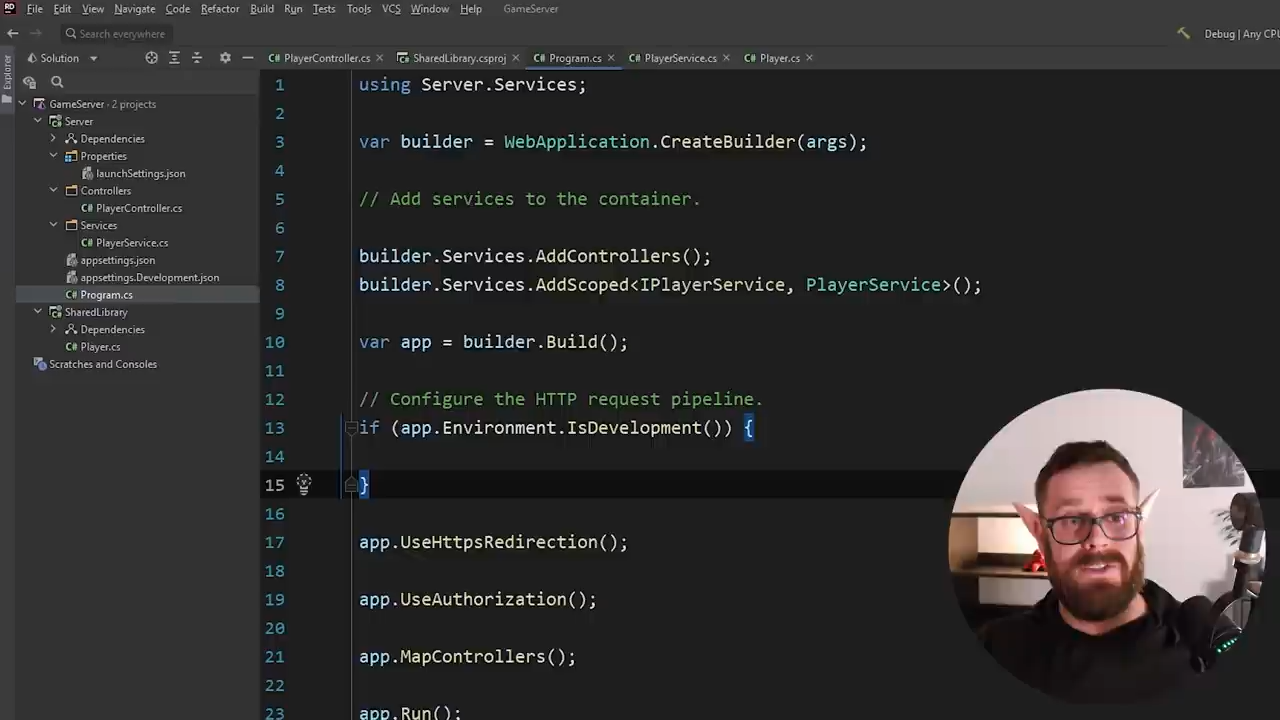 RD File Edit View Navigate Code Refactor Build Run Tests Tools VCS Window Help GameServer
Search everywhere Debug | Any CPU
Explorer
Solution PlayerController.cs SharedLibrary.csproj Program.cs PlayerService.cs Player.cs
GameServer · 2 projects
Server
Dependencies
Properties
launchSettings.json
Controllers
C# PlayerController.cs
Services
C# PlayerService.cs
appsettings.json
appsettings.Development.json
C# Program.cs
SharedLibrary
Dependencies
C# Player.cs
Scratches and Consoles
1 using Server.Services;
2
3 var builder = WebApplication.CreateBuilder(args);
4
5 // Add services to the container.
6
7 builder.Services.AddControllers();
8 builder.Services.AddScoped<IPlayerService, PlayerService>();
9
10 var app = builder.Build();
11
12 // Configure the HTTP request pipeline.
13 if (app.Environment.IsDevelopment()) {
14
15 }
16
17 app.UseHttpsRedirection();
18
19 app.UseAuthorization();
20
21 app.MapControllers();
22
23 app.Run();